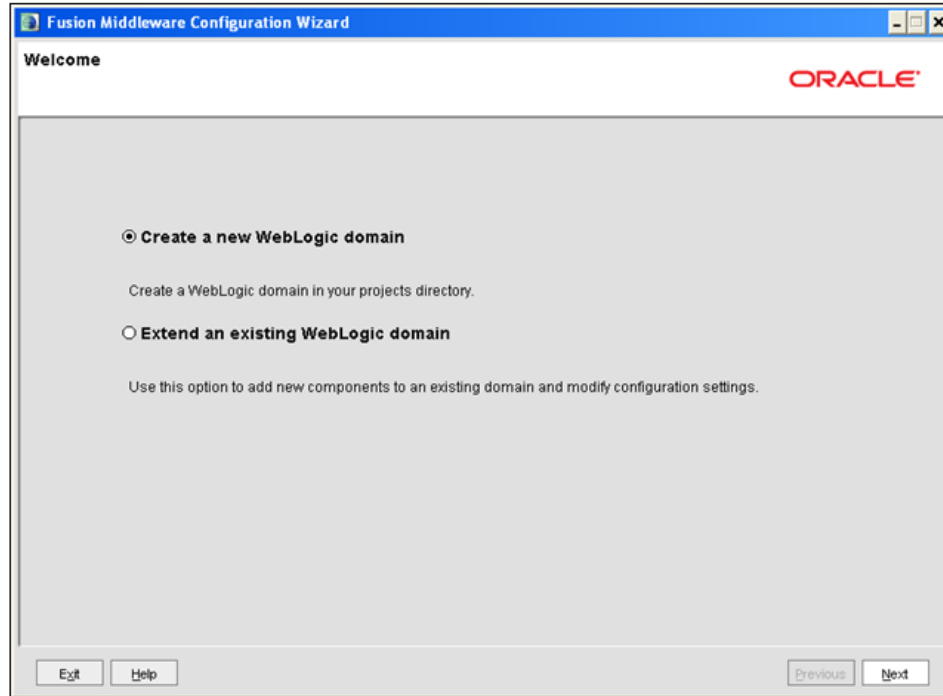 Fusion Middleware Configuration Wizard
Welcome
ORACLE
Create a new WebLogic domain
Create a WebLogic domain in your projects directory.
Extend an existing WebLogic domain
Use this option to add new components to an existing domain and modify configuration settings.
Exit Help Previous Next